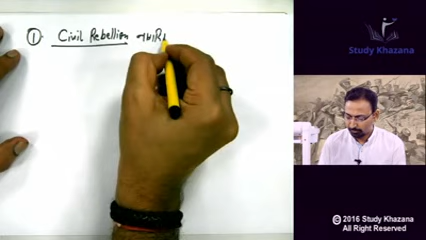 ① Civil Rebellion
Study Khazana
© 2016 Study Khazana
All Right Reserved